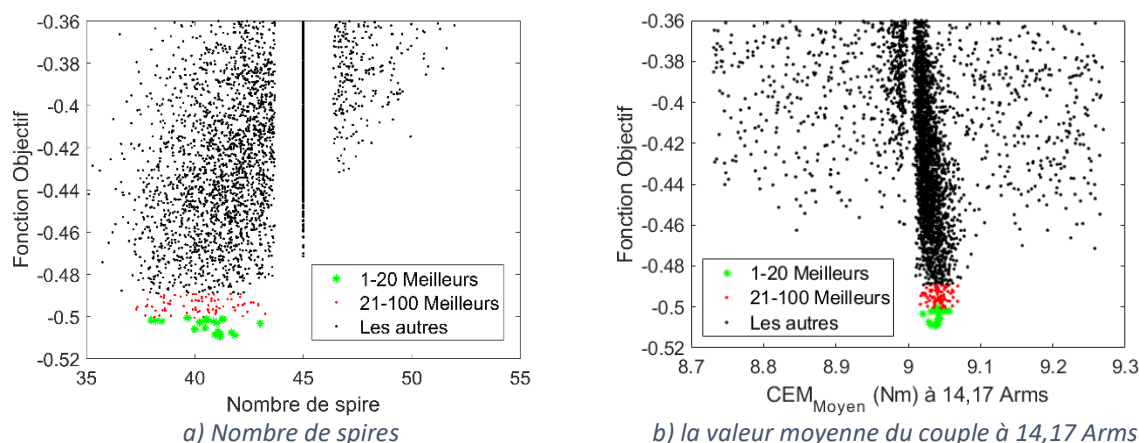 -0.36
-0.38
-0.4
-0.42
-0.44
-0.46
-0.48
-0.5
-0.52
Fonction Objectif
1-20 Meilleurs
21-100 Meilleurs
Les autres
35 40 45 50 55
Nombre de spire
a) Nombre de spires
-0.36
-0.38
-0.4
-0.42
-0.44
-0.46
-0.48
-0.5
-0.52
Fonction Objectif
1-20 Meilleurs
21-100 Meilleurs
Les autres
8.7 8.8 8.9 9 9.1 9.2 9.3
CEM_Moyen (Nm) à 14,17 Arms
b) la valeur moyenne du couple à 14,17 Arms